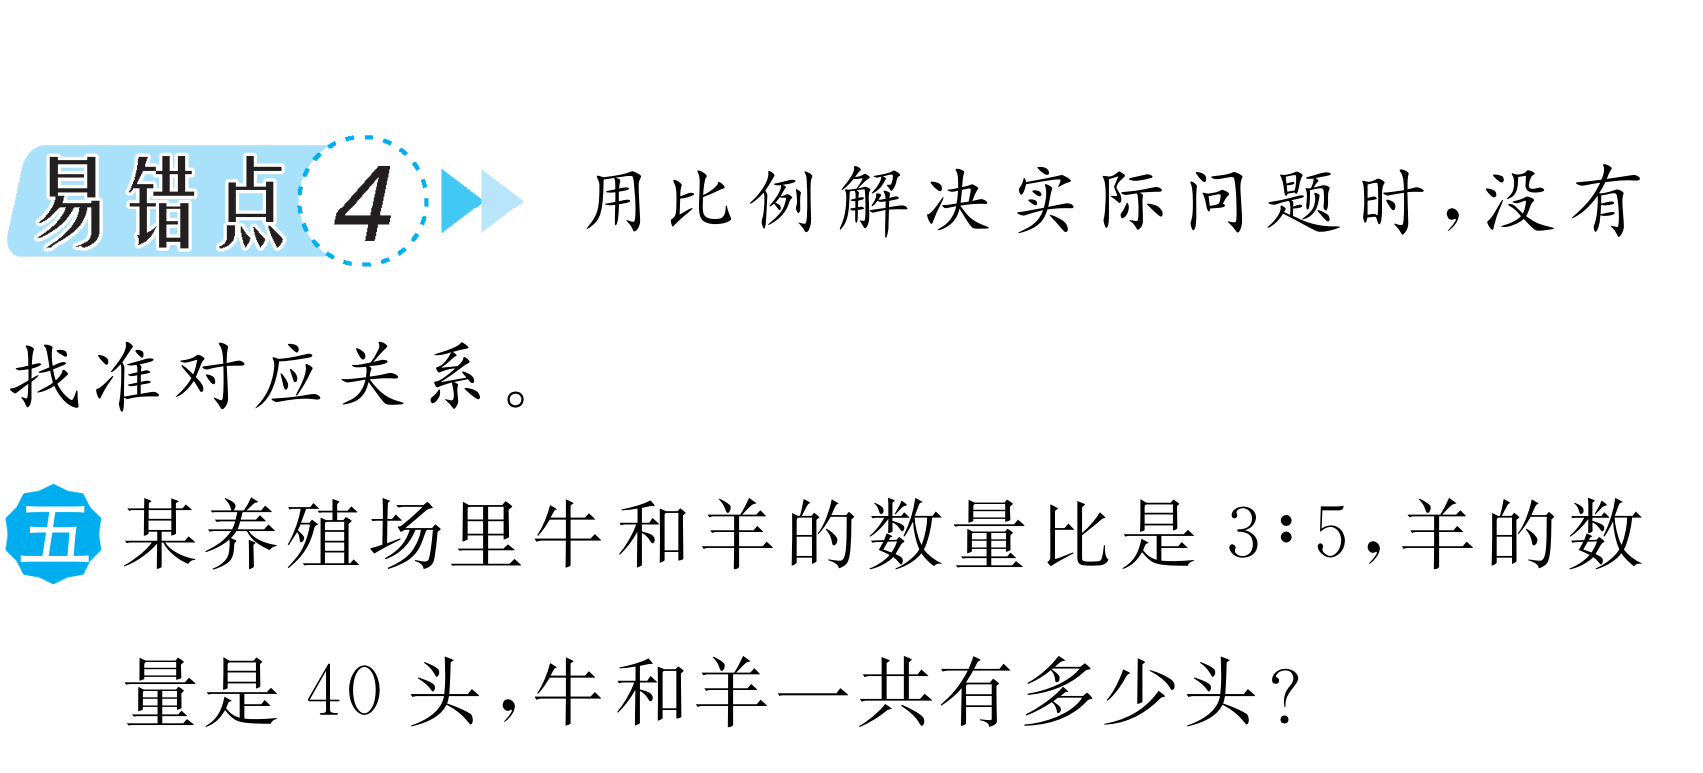 易错点4 用比例解决实际问题时,没有
找准对应关系。
五 某养殖场里牛和羊的数量比是 3∶5,羊的数
量是 40 头,牛和羊一共有多少头?